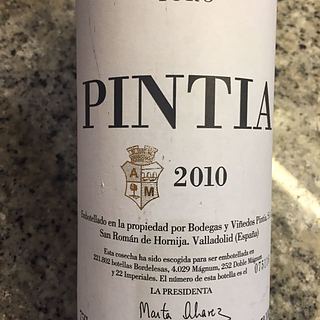 TORO
PINTIA
A M
2010
Embotellado en la propiedad por Bodegas y Viñedos Pintia,
San Román de Hornija. Valladolid (España)
Esta cosecha ha sido escogida para ser embotellada en
221.802 botellas Bordelesas, 4.029 Mágnum, 252 Doble Mágnum
y 22 Imperiales. El número de esta botella es el
LA PRESIDENTA
Marta Álvarez